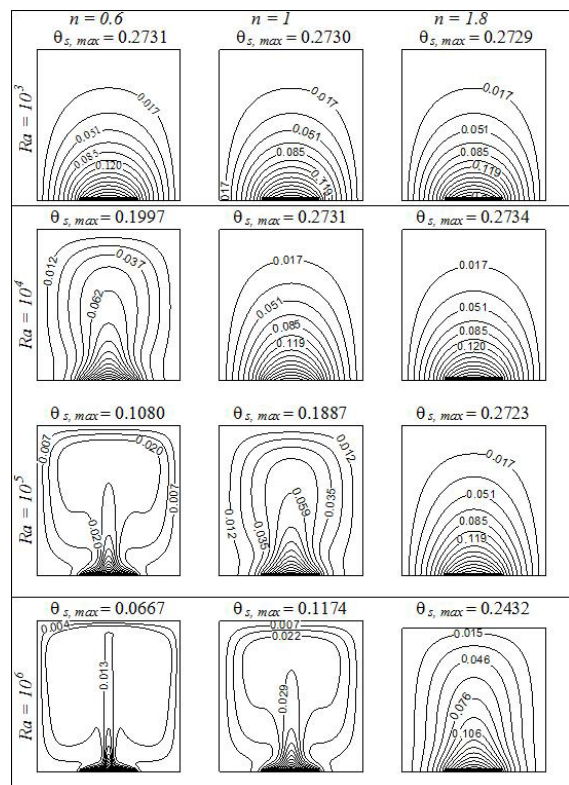 n = 0.6 n = 1 n = 1.8
θs, max = 0.2731 θs, max = 0.2730 θs, max = 0.2729
Ra = 10³
0.017 0.017 0.017
0.051 0.051 0.051
0.085 0.085 0.085
0.120 0.119 0.119
017
θs, max = 0.1997 θs, max = 0.2731 θs, max = 0.2734
Ra = 10⁴
0.012 0.037 0.017 0.017
0.062 0.051 0.051
0.085 0.085
0.119 0.120
θs, max = 0.1080 θs, max = 0.1887 θs, max = 0.2723
Ra = 10⁵
0.007 0.020 0.012 0.017
0.007 0.059 0.035 0.051
0.020 0.012 0.035 0.085
0.119
θs, max = 0.0667 θs, max = 0.1174 θs, max = 0.2432
Ra = 10⁶
0.004 0.007 0.015
0.022 0.046
0.013 0.029 0.076
0.106